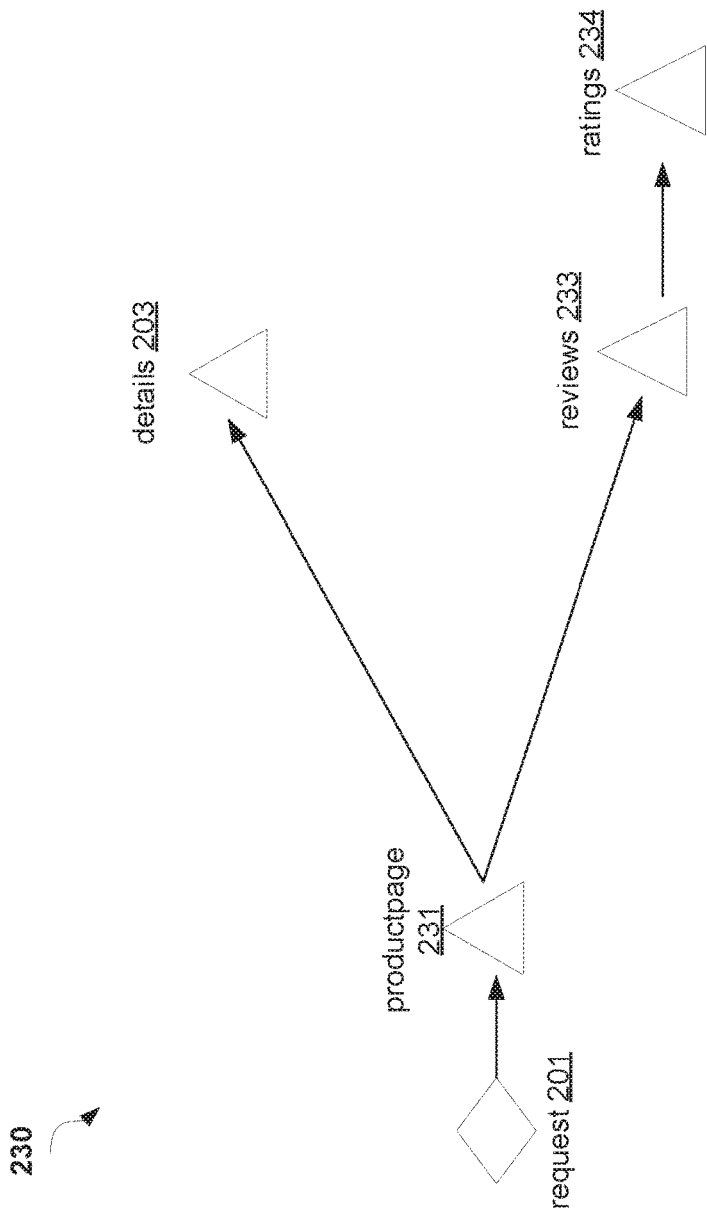 230
request 201
productpage
231
details 203
reviews 233
ratings 234